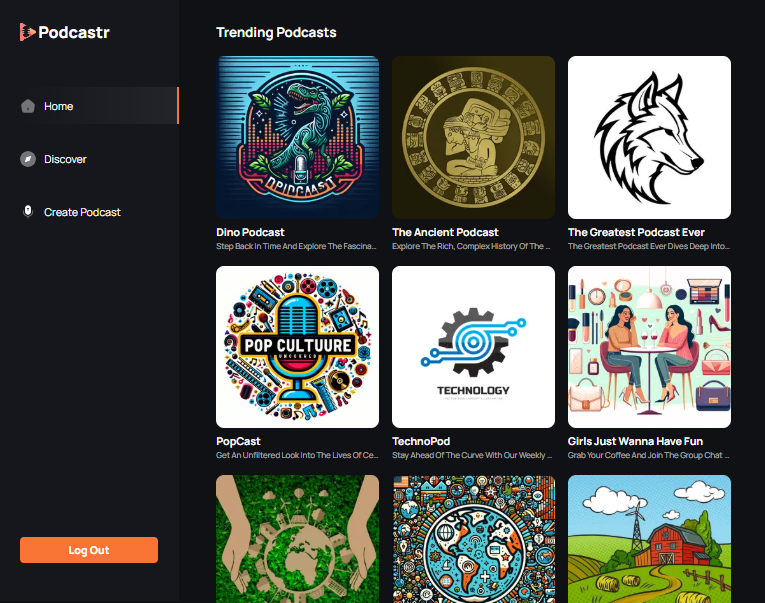 Podcastr
Home
Discover
Create Podcast
Log Out
Trending Podcasts
Dino Podcast
Step Back In Time And Explore The Fascina...
The Ancient Podcast
Explore The Rich, Complex History Of The ...
The Greatest Podcast Ever
The Greatest Podcast Ever Dives Deep Into...
POP CULTUURE
TECHNOLOGY
PopCast
Get An Unfiltered Look Into The Lives Of Ce...
TechnoPod
Stay Ahead Of The Curve With Our Weekly ...
Girls Just Wanna Have Fun
Grab Your Coffee And Join The Group Chat ...